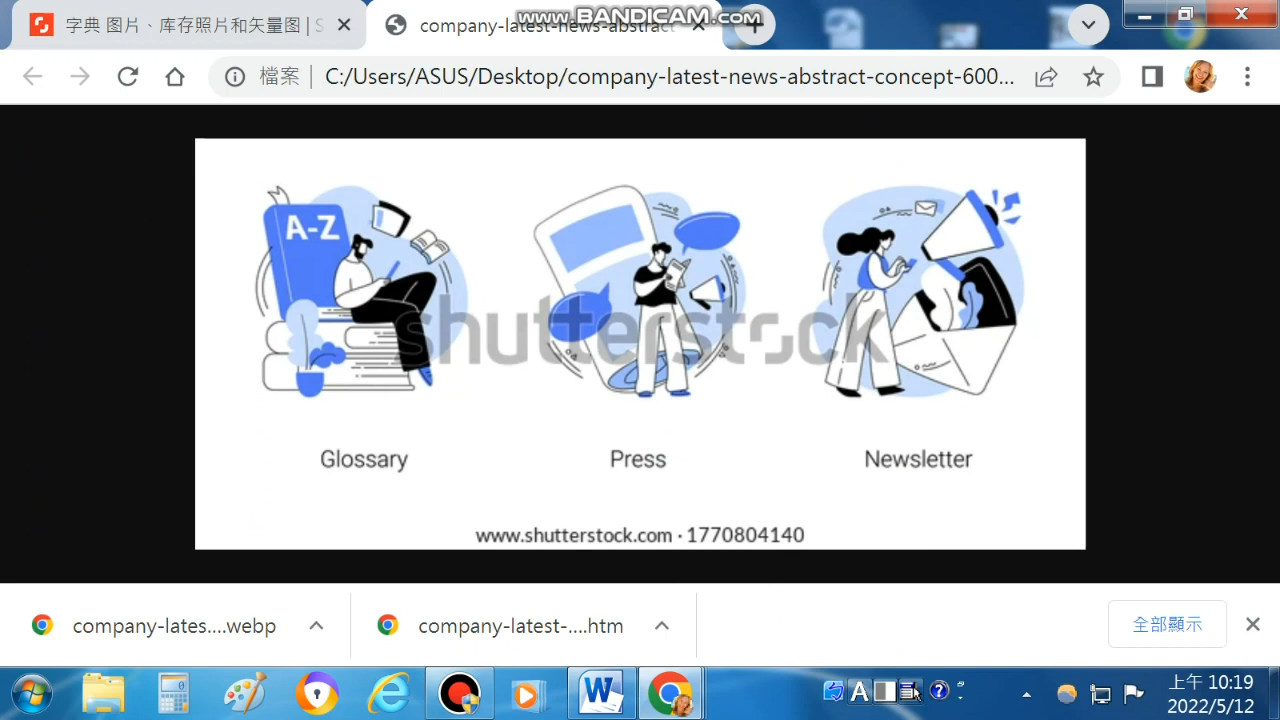 www.BANDICAM.com
字典 图片、库存照片和矢量图 | S
company-latest-news-abstract
檔案
C:/Users/ASUS/Desktop/company-latest-news-abstract-concept-600...
A-Z
shutterstock
Glossary
Press
Newsletter
www.shutterstock.com · 1770804140
company-lates....webp
company-latest-....htm
全部顯示
上午 10:19
2022/5/12